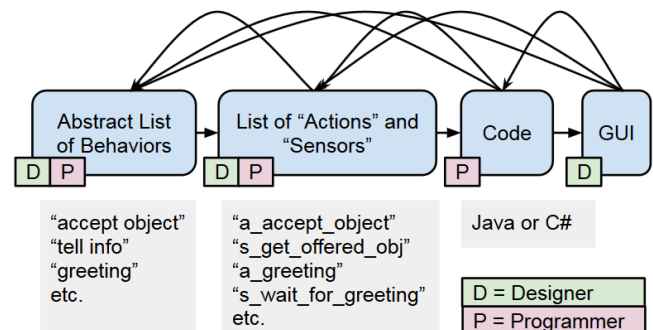 Abstract List
of Behaviors
List of “Actions” and
“Sensors”
Code
GUI
D P
D P
P
D
“accept object”
“tell info”
“greeting”
etc.
“a_accept_object”
“s_get_offered_obj”
“a_greeting”
“s_wait_for_greeting”
etc.
Java or C#
D = Designer
P = Programmer